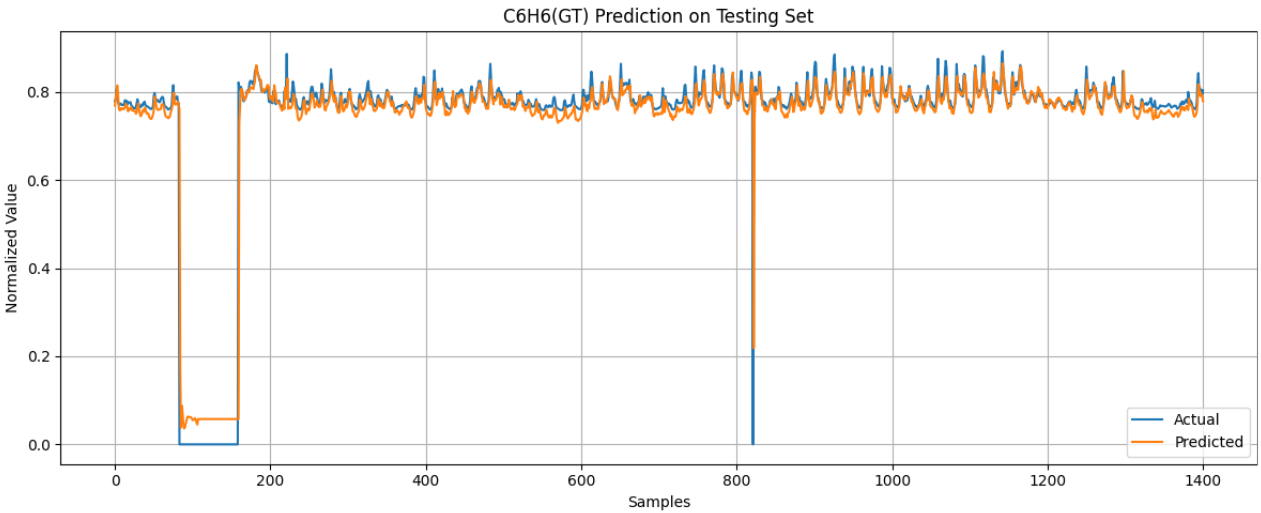 C6H6(GT) Prediction on Testing Set
Normalized Value
0.8
0.6
0.4
0.2
0.0
0 200 400 600 800 1000 1200 1400
Samples
Actual
Predicted